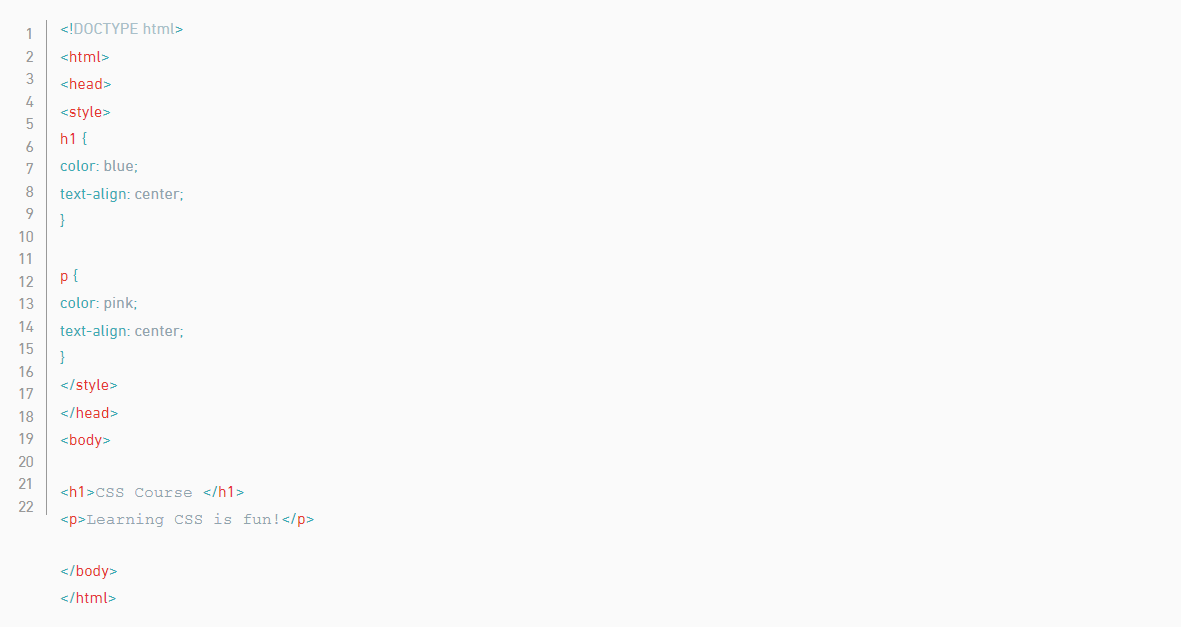 1
2
3
4
5
6
7
8
9
10
11
12
13
14
15
16
17
18
19
20
21
22
<!DOCTYPE html>
<html>
<head>
<style>
h1 {
color: blue;
text-align: center;
}
p {
color: pink;
text-align: center;
}
</style>
</head>
<body>
<h1>CSS Course </h1>
<p>Learning CSS is fun!</p>
</body>
</html>